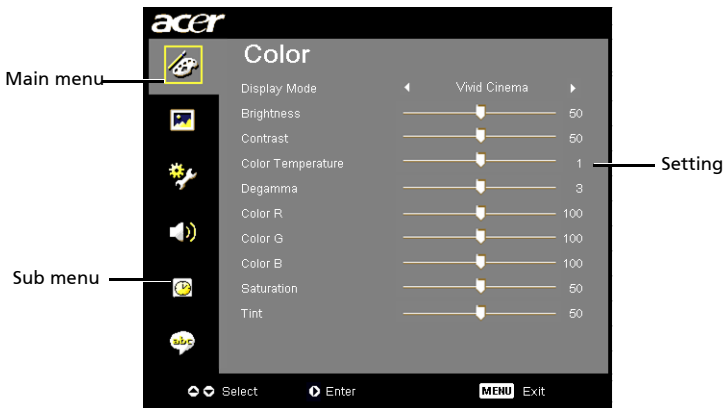 acer
Color
Main menu
Display Mode Vivid Cinema
Brightness 50
Contrast 50
Color Temperature 1
Setting
Degamma 3
Color R 100
Color G 100
Color B 100
Sub menu
Saturation 50
Tint 50
abc
Select Enter MENU Exit